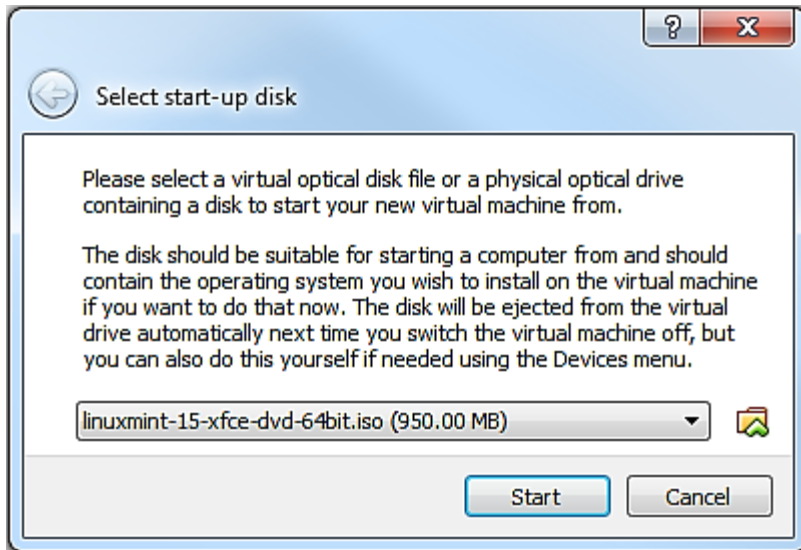 ?
Select start-up disk
Please select a virtual optical disk file or a physical optical drive
containing a disk to start your new virtual machine from.
The disk should be suitable for starting a computer from and should
contain the operating system you wish to install on the virtual machine
if you want to do that now. The disk will be ejected from the virtual
drive automatically next time you switch the virtual machine off, but
you can also do this yourself if needed using the Devices menu.
linuxmint-15-xfce-dvd-64bit.iso (950.00 MB)
Start Cancel